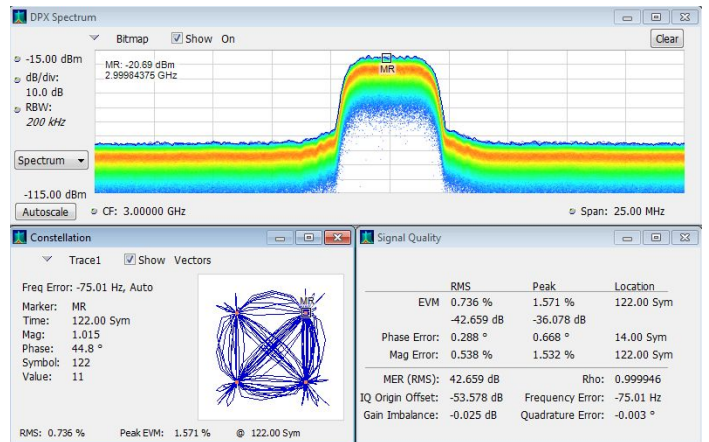 DPX Spectrum
Bitmap Show On Clear
-15.00 dBm
MR: -20.69 dBm
2.99984375 GHz
MR
dB/div:
10.0 dB
RBW:
200 kHz
Spectrum
-115.00 dBm
Autoscale CF: 3.00000 GHz Span: 25.00 MHz
Constellation
Trace1 Show Vectors
Freq Error: -75.01 Hz, Auto
Marker: MR
Time: 122.00 Sym
Mag: 1.015
Phase: 44.8 °
Symbol: 122
Value: 11
MR
RMS: 0.736 % Peak EVM: 1.571 % @ 122.00 Sym
Signal Quality
RMS Peak Location
EVM 0.736 % 1.571 % 122.00 Sym
-42.659 dB -36.078 dB
Phase Error: 0.288 ° 0.668 ° 14.00 Sym
Mag Error: 0.538 % 1.532 % 122.00 Sym
MER (RMS): 42.659 dB Rho: 0.999946
IQ Origin Offset: -53.578 dB Frequency Error: -75.01 Hz
Gain Imbalance: -0.025 dB Quadrature Error: -0.003 °